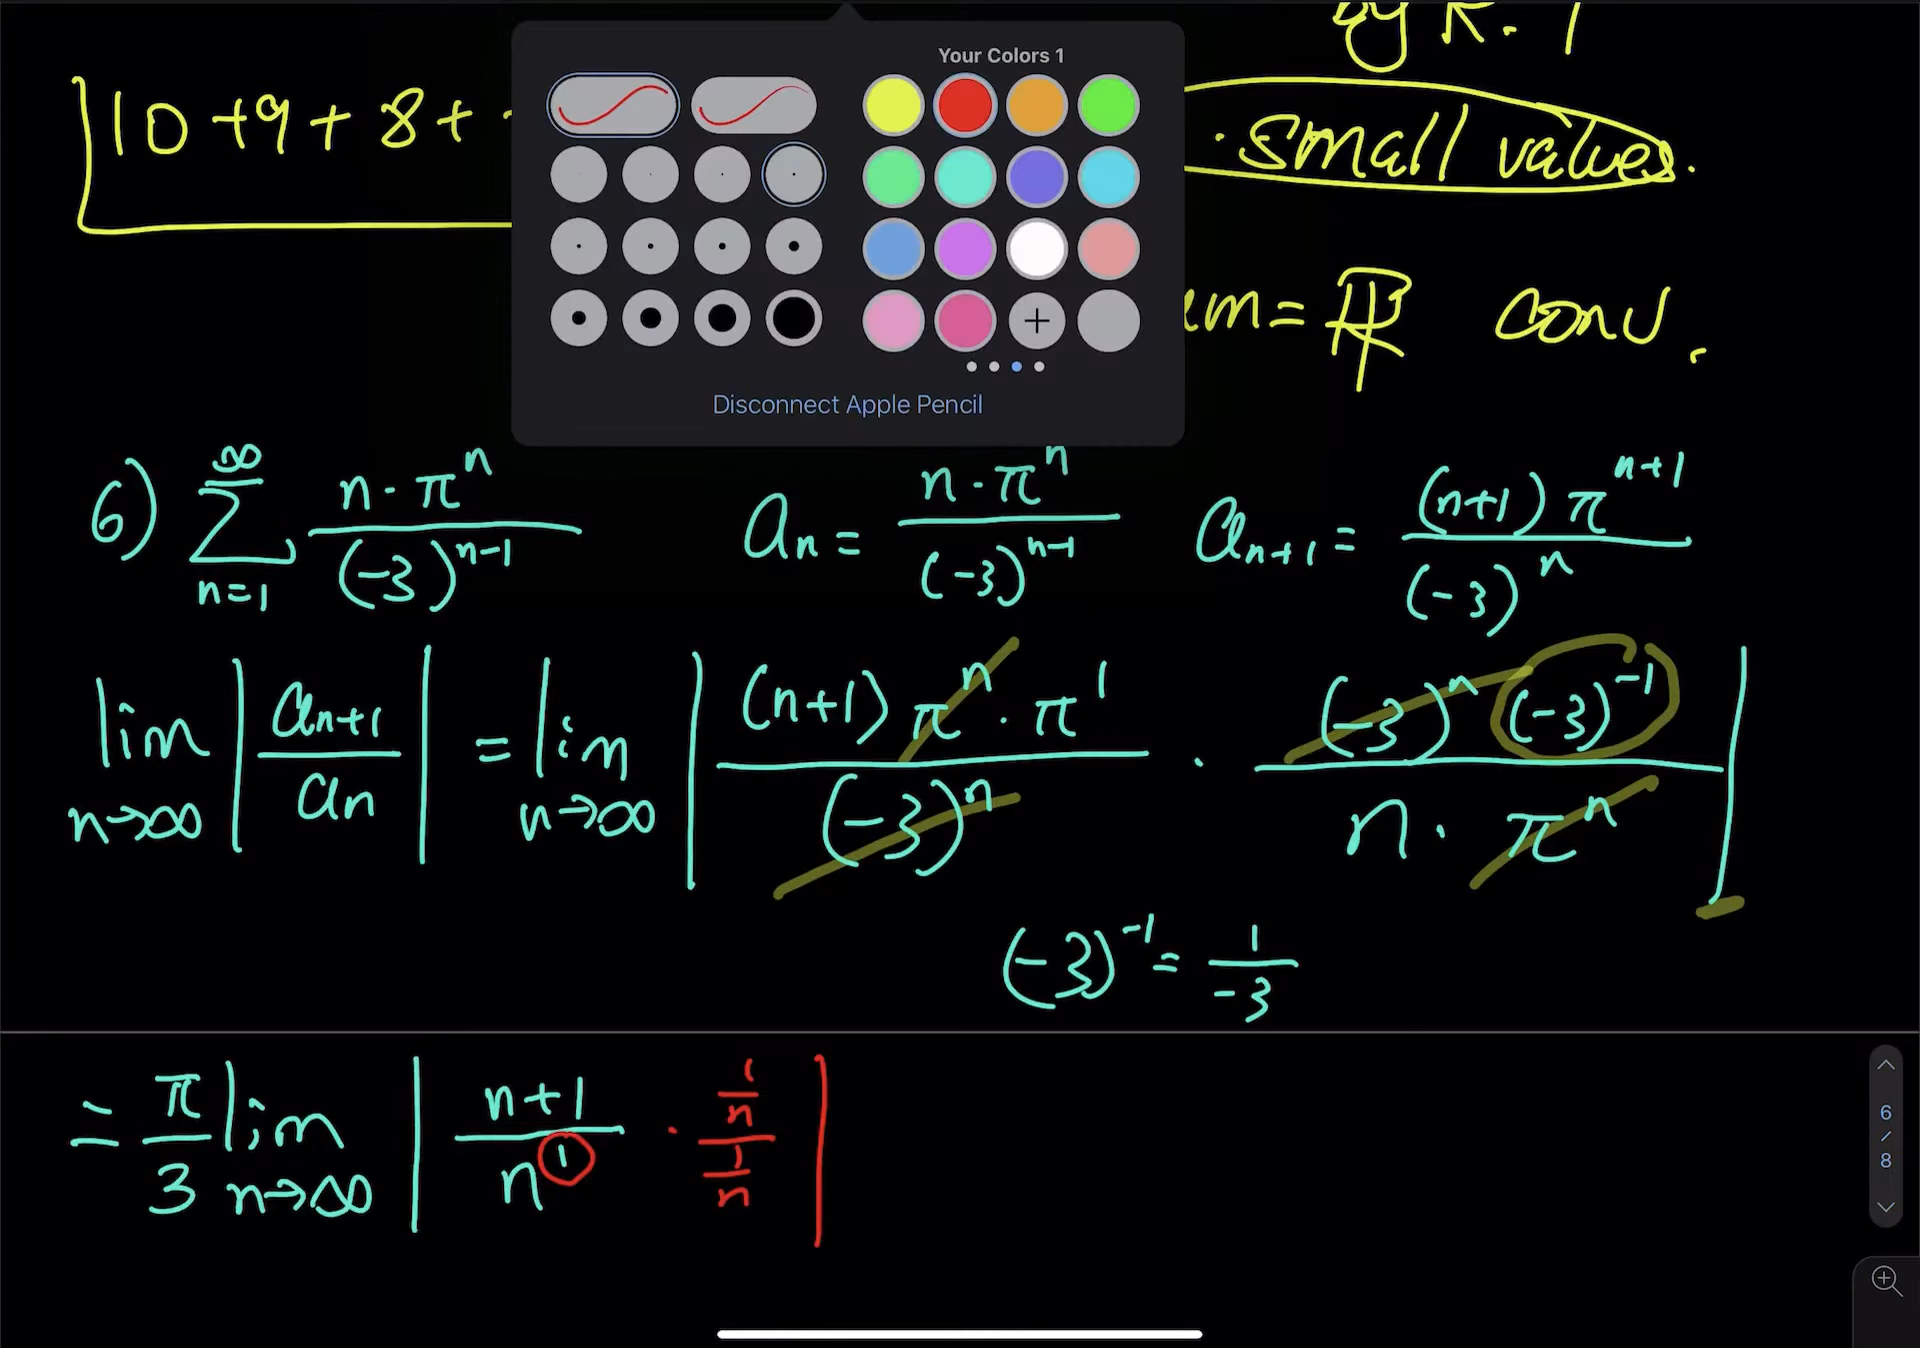 by R. T
10 + 9 + 8 +
Your Colors 1
small values.
= R conv.
Disconnect Apple Pencil
6) ∑_{n=1}^{∞} n · π^n / (-3)^{n-1}   a_n = n · π^n / (-3)^{n-1}   a_{n+1} = (n+1) π^{n+1} / (-3)^n
lim_{n→∞} | a_{n+1} / a_n | = lim_{n→∞} | (n+1) π^n · π^1 / (-3)^n · (-3)^n (-3)^{-1} / n · π^n |
(-3)^{-1} = 1 / -3
= π/3 lim_{n→∞} | n+1 / n^1 · 1/n / 1/n |
6 / 8